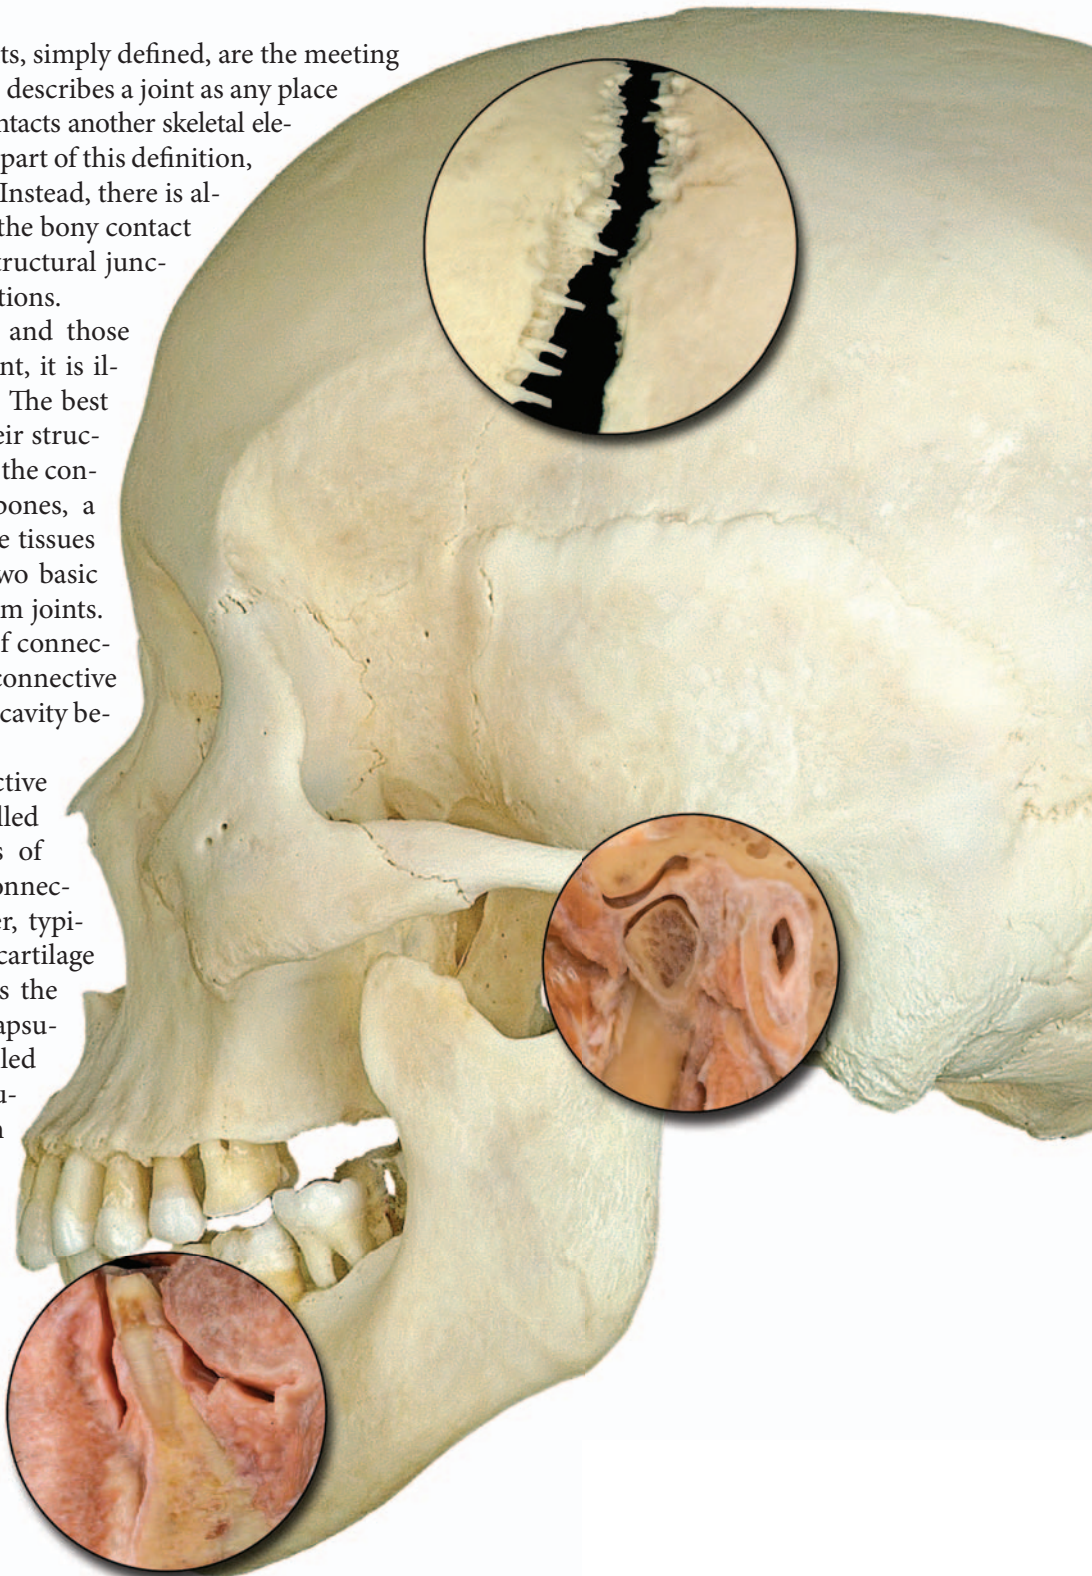 ts, simply defined, are the meeting
describes a joint as any place
ntacts another skeletal ele-
part of this definition,
Instead, there is al-
the bony contact
tructural junc-
tions.
and those
nt, it is il-
The best
eir struc-
the con-
bones, a
e tissues
wo basic
m joints.
f connec-
connective
cavity be-
ctive
lled
s of
onnec-
er, typi-
cartilage
s the
apsu-
led
u-
n